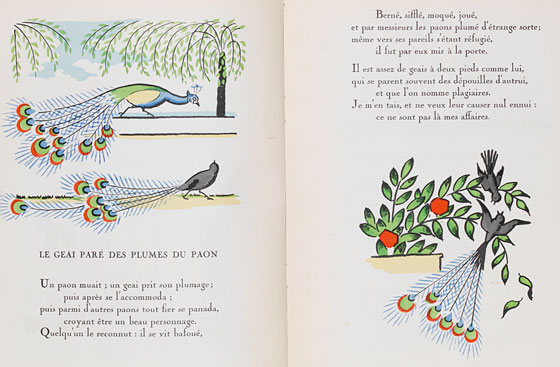 LE GEAI PARÉ DES PLUMES DU PAON
Un paon muait ; un geai prit son plumage ;
puis après se l'accommoda ;
puis parmi d'autres paons tout fier se panada,
croyant être un beau personnage.
Quelqu'un le reconnut : il se vit bafoué,
Berné, sifflé, moqué, joué,
et par messieurs les paons plumé d'étrange sorte ;
même vers ses pareils s'étant réfugié,
il fut par eux mis à la porte.
Il est assez de geais à deux pieds comme lui,
qui se parent souvent des dépouilles d'autrui,
et que l'on nomme plagiaires.
Je m'en tais, et ne veux leur causer nul ennui :
ce ne sont pas là mes affaires.